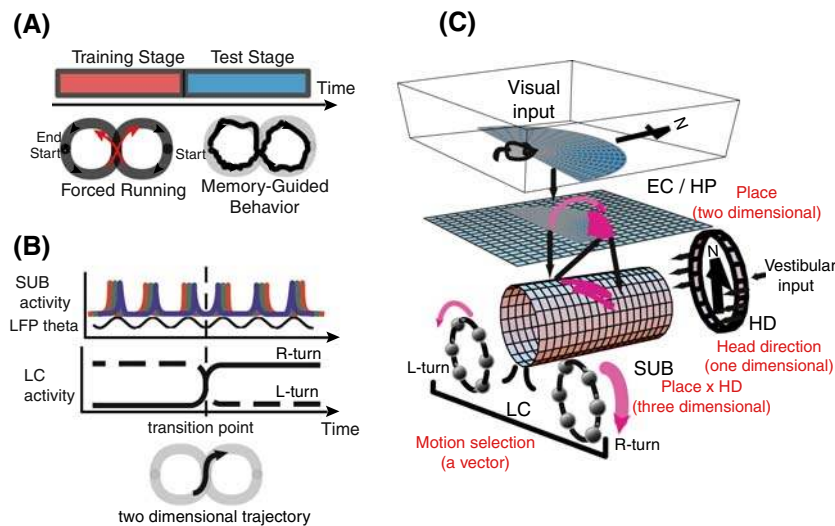 (A)
Training Stage
Test Stage
Time
End
Start
Start
Forced Running
Memory-Guided
Behavior
(B)
SUB
activity
LFP theta
LC
activity
R-turn
L-turn
transition point
Time
two dimensional trajectory
(C)
Visual
input
N
EC / HP
Place
(two dimensional)
N
Vestibular
input
HD
Head direction
(one dimensional)
L-turn
LC
SUB
Place x HD
(three dimensional)
R-turn
Motion selection
(a vector)